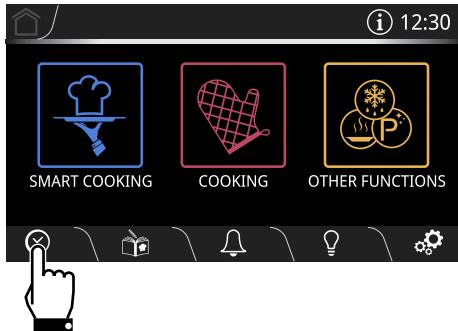 12:30
SMART COOKING
COOKING
OTHER FUNCTIONS
P